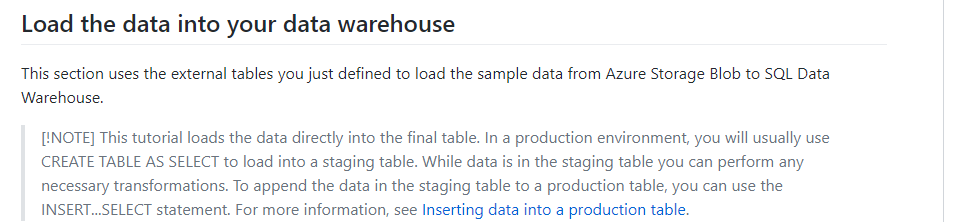 Load the data into your data warehouse
This section uses the external tables you just defined to load the sample data from Azure Storage Blob to SQL Data
Warehouse.
[!NOTE] This tutorial loads the data directly into the final table. In a production environment, you will usually use
CREATE TABLE AS SELECT to load into a staging table. While data is in the staging table you can perform any
necessary transformations. To append the data in the staging table to a production table, you can use the
INSERT...SELECT statement. For more information, see Inserting data into a production table.